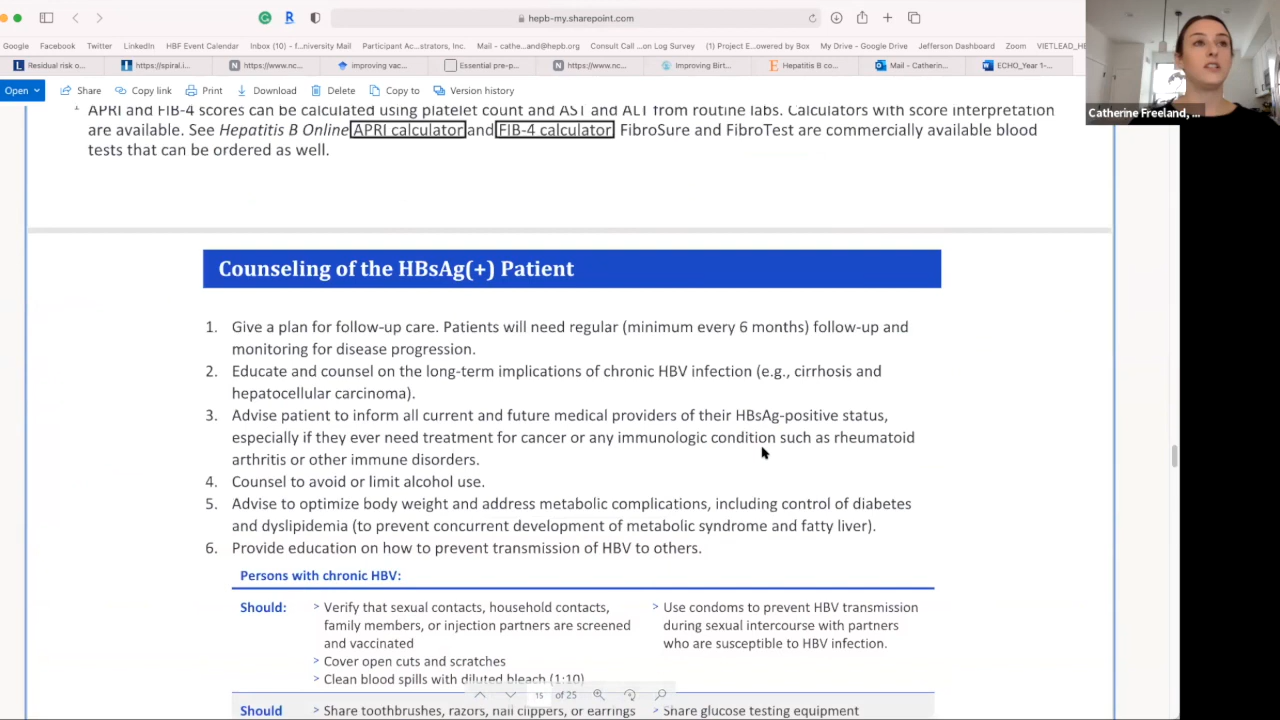 hepb-my.sharepoint.com
Google Facebook Twitter LinkedIn HBF Event Calendar Inbox (10) - f...niversity Mail Participant Ac...strators, Inc. Mail - cathe...and@hepb.org Consult Call ...on Log Survey (1) Project E...owered by Box My Drive - Google Drive Jefferson Dashboard Zoom VIETLEAD_HE
Residual risk o... https://spiral.i... https://www.nc... improving vac... Essential pre-p... https://www.nc... Improving Birt... Hepatitis B co... Mail - Catherin... ECHO_Year 1-...
Open Share Copy link Print Download Delete Copy to Version history
Catherine Freeland, ...
APRI and FIB-4 scores can be calculated using platelet count and AST and ALT from routine labs. Calculators with score interpretation
are available. See Hepatitis B Online APRI calculator and FIB-4 calculator. FibroSure and FibroTest are commercially available blood
tests that can be ordered as well.
Counseling of the HBsAg(+) Patient
1. Give a plan for follow-up care. Patients will need regular (minimum every 6 months) follow-up and
monitoring for disease progression.
2. Educate and counsel on the long-term implications of chronic HBV infection (e.g., cirrhosis and
hepatocellular carcinoma).
3. Advise patient to inform all current and future medical providers of their HBsAg-positive status,
especially if they ever need treatment for cancer or any immunologic condition such as rheumatoid
arthritis or other immune disorders.
4. Counsel to avoid or limit alcohol use.
5. Advise to optimize body weight and address metabolic complications, including control of diabetes
and dyslipidemia (to prevent concurrent development of metabolic syndrome and fatty liver).
6. Provide education on how to prevent transmission of HBV to others.
Persons with chronic HBV:
Should: > Verify that sexual contacts, household contacts,
family members, or injection partners are screened
and vaccinated
> Cover open cuts and scratches
> Clean blood spills with diluted bleach (1:10)
> Use condoms to prevent HBV transmission
during sexual intercourse with partners
who are susceptible to HBV infection.
15 of 25
Should > Share toothbrushes, razors, nail clippers, or earrings > Share glucose testing equipment